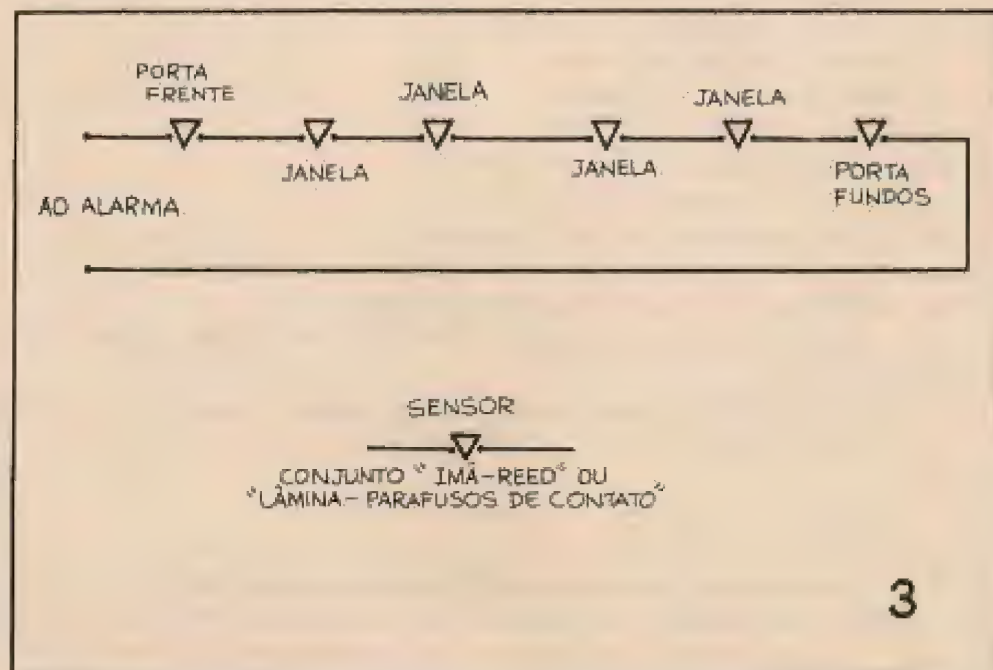 PORTA
FRENTE
JANELA
JANELA
JANELA
JANELA
PORTA
FUNDOS
AO ALARMA
SENSOR
CONJUNTO "IMÃ-REED" OU
"LÂMINA - PARAFUSOS DE CONTATO"
3